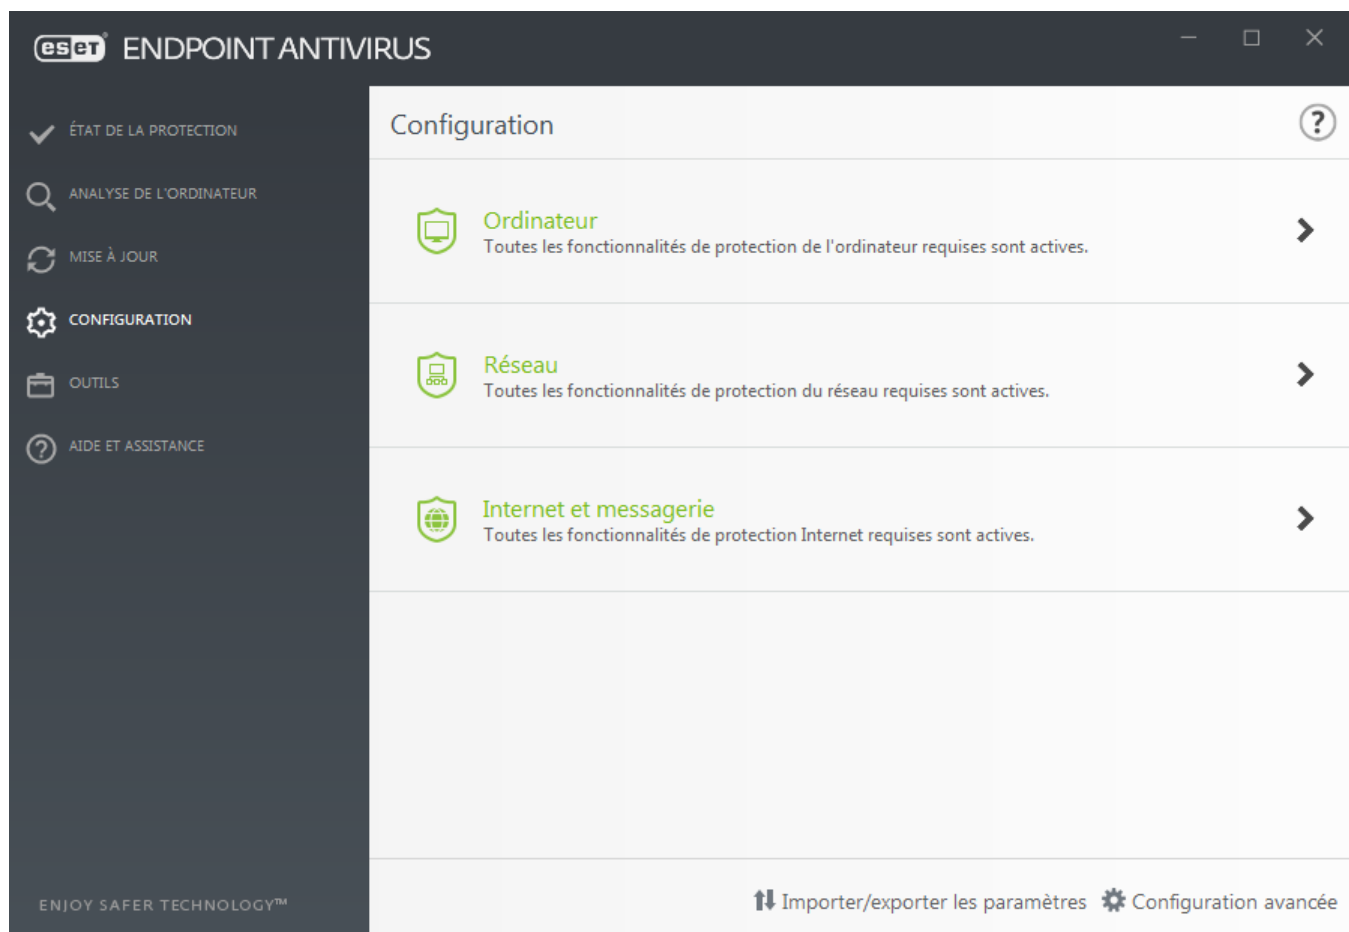 eseT ENDPOINT ANTIVIRUS
ÉTAT DE LA PROTECTION
ANALYSE DE L'ORDINATEUR
MISE À JOUR
CONFIGURATION
OUTILS
AIDE ET ASSISTANCE
ENJOY SAFER TECHNOLOGY™
Configuration
Ordinateur
Toutes les fonctionnalités de protection de l'ordinateur requises sont actives.
Réseau
Toutes les fonctionnalités de protection du réseau requises sont actives.
Internet et messagerie
Toutes les fonctionnalités de protection Internet requises sont actives.
Importer/exporter les paramètres Configuration avancée